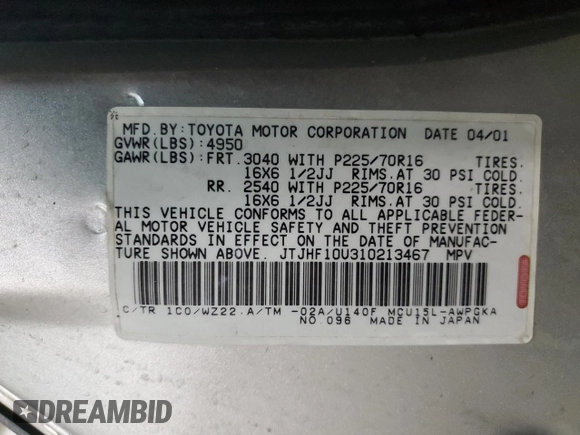 MFD.BY:TOYOTA MOTOR CORPORATION DATE 04/01
GVWR(LBS):4950
GAWR(LBS):FRT. 3040 WITH P225/70R16 TIRES.
16X6 1/2JJ RIMS.AT 30 PSI COLD.
RR. 2540 WITH P225/70R16 TIRES.
16X6 1/2JJ RIMS.AT 30 PSI COLD.
THIS VEHICLE CONFORMS TO ALL APPLICABLE FEDER-
AL MOTOR VEHICLE SAFETY AND THEFT PREVENTION
STANDARDS IN EFFECT ON THE DATE OF MANUFAC-
TURE SHOWN ABOVE. JTJHF10U310213467 MPV
C/TR 1C0/WZ22.A/TM -02A/U140F MCU15L-AWPGKA
NO.096 MADE IN JAPAN
TOYOTA
DREAMBID